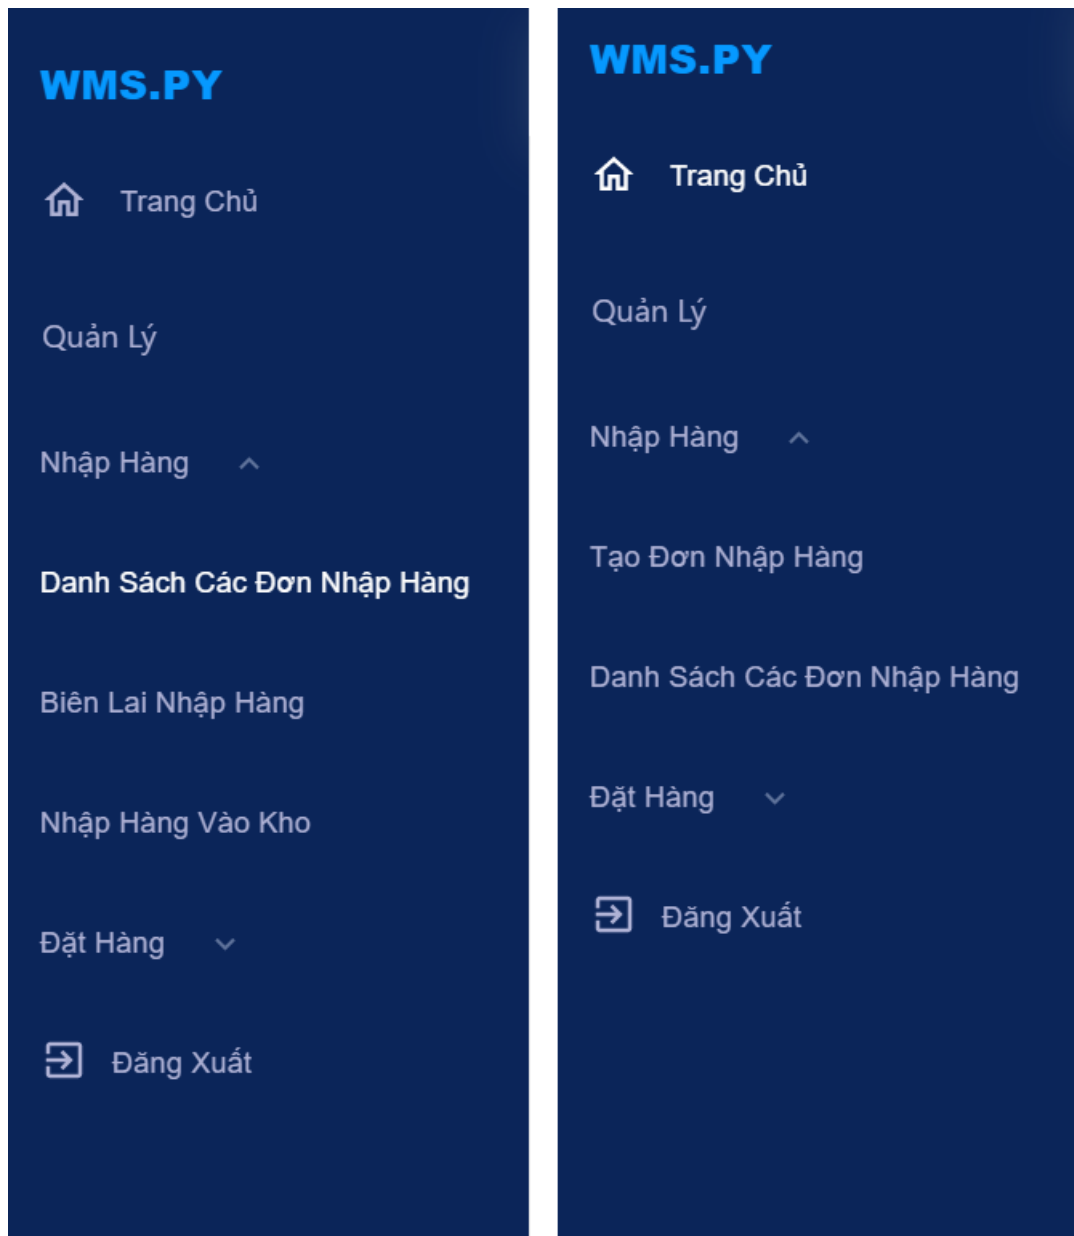 WMS.PY
Trang Chủ
Quản Lý
Nhập Hàng
Danh Sách Các Đơn Nhập Hàng
Biên Lai Nhập Hàng
Nhập Hàng Vào Kho
Đặt Hàng
Đăng Xuất
WMS.PY
Trang Chủ
Quản Lý
Nhập Hàng
Tạo Đơn Nhập Hàng
Danh Sách Các Đơn Nhập Hàng
Đặt Hàng
Đăng Xuất